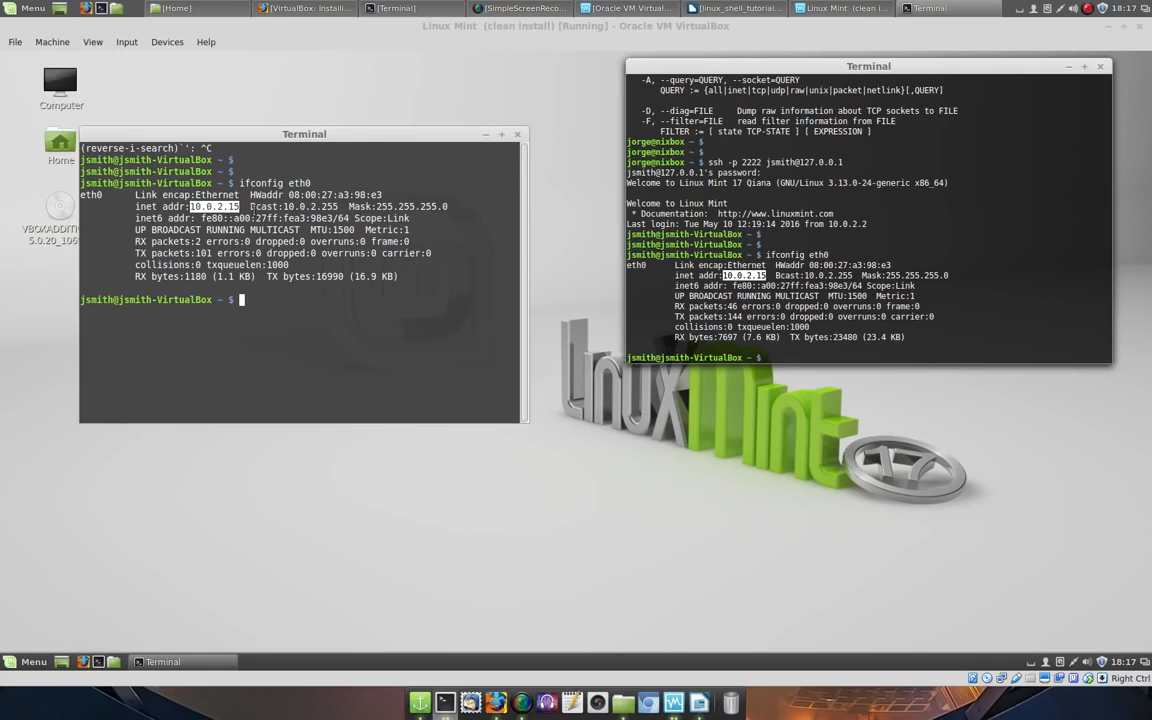 Menu
[Home]
[VirtualBox: Installi...
[Terminal]
[SimpleScreenReco...
[Oracle VM Virtual...
[linux_shell_tutorial...
Linux Mint (clean i...
Terminal
18:17
Linux Mint (clean install) [Running] - Oracle VM VirtualBox
File Machine View Input Devices Help
Computer
Home
VBOXADDITI
Terminal
(reverse-i-search)`': ^C
jsmith@jsmith-VirtualBox ~ $
jsmith@jsmith-VirtualBox ~ $
jsmith@jsmith-VirtualBox ~ $ ifconfig eth0
eth0 Link encap:Ethernet HWaddr 08:00:27:a3:98:e3
inet addr:10.0.2.15 Bcast:10.0.2.255 Mask:255.255.255.0
inet6 addr: fe80::a00:27ff:fea3:98e3/64 Scope:Link
UP BROADCAST RUNNING MULTICAST MTU:1500 Metric:1
RX packets:2 errors:0 dropped:0 overruns:0 frame:0
TX packets:101 errors:0 dropped:0 overruns:0 carrier:0
collisions:0 txqueuelen:1000
RX bytes:1180 (1.1 KB) TX bytes:16990 (16.9 KB)
jsmith@jsmith-VirtualBox ~ $
Terminal
-A, --query=QUERY, --socket=QUERY
QUERY := {all|inet|tcp|udp|raw|unix|packet|netlink}[,QUERY]
-D, --diag=FILE Dump raw information about TCP sockets to FILE
-F, --filter=FILE read filter information from FILE
FILTER := [ state TCP-STATE ] [ EXPRESSION ]
jorge@nixbox ~ $
jorge@nixbox ~ $
jorge@nixbox ~ $ ssh -p 2222 jsmith@127.0.0.1
jsmith@127.0.0.1's password:
Welcome to Linux Mint 17 Qiana (GNU/Linux 3.13.0-24-generic x86_64)
Welcome to Linux Mint
* Documentation: http://www.linuxmint.com
Last login: Tue May 10 12:19:14 2016 from 10.0.2.2
jsmith@jsmith-VirtualBox ~ $
jsmith@jsmith-VirtualBox ~ $
jsmith@jsmith-VirtualBox ~ $ ifconfig eth0
eth0 Link encap:Ethernet HWaddr 08:00:27:a3:98:e3
inet addr:10.0.2.15 Bcast:10.0.2.255 Mask:255.255.255.0
inet6 addr: fe80::a00:27ff:fea3:98e3/64 Scope:Link
UP BROADCAST RUNNING MULTICAST MTU:1500 Metric:1
RX packets:46 errors:0 dropped:0 overruns:0 frame:0
TX packets:144 errors:0 dropped:0 overruns:0 carrier:0
collisions:0 txqueuelen:1000
RX bytes:7697 (7.6 KB) TX bytes:23480 (23.4 KB)
jsmith@jsmith-VirtualBox ~ $
Linux Mint 17
Menu
Terminal
18:17
Right Ctrl